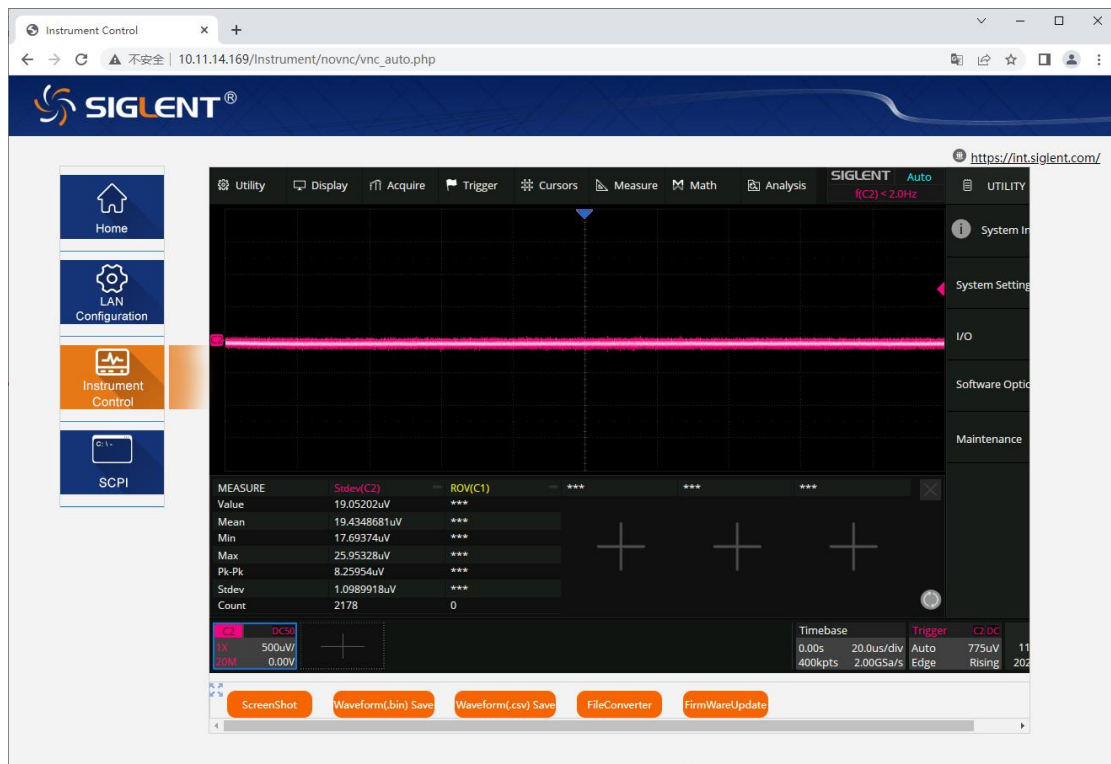 Instrument Control
不安全 | 10.11.14.169/Instrument/novnc/vnc_auto.php
SIGLENT®
https://int.siglent.com/
Home
LAN
Configuration
Instrument
Control
C:\-
SCPI
Utility Display Acquire Trigger Cursors Measure Math Analysis
SIGLENT Auto
f(C2) < 2.0Hz
UTILITY
System In
System Setting
I/O
Software Optio
Maintenance
C2
MEASURE Stdev(C2) ROV(C1) *** *** ***
Value 19.05202uV ***
Mean 19.4348681uV ***
Min 17.69374uV ***
Max 25.95328uV ***
Pk-Pk 8.25954uV ***
Stdev 1.0989918uV ***
Count 2178 0
C2 DC50
1X 500uV/
20M 0.00V
Timebase
0.00s 20.0us/div
400kpts 2.00GSa/s
Trigger C2 DC
Auto 775uV
Edge Rising
11
202
ScreenShot Waveform(.bin) Save Waveform(.csv) Save FileConverter FirmWareUpdate